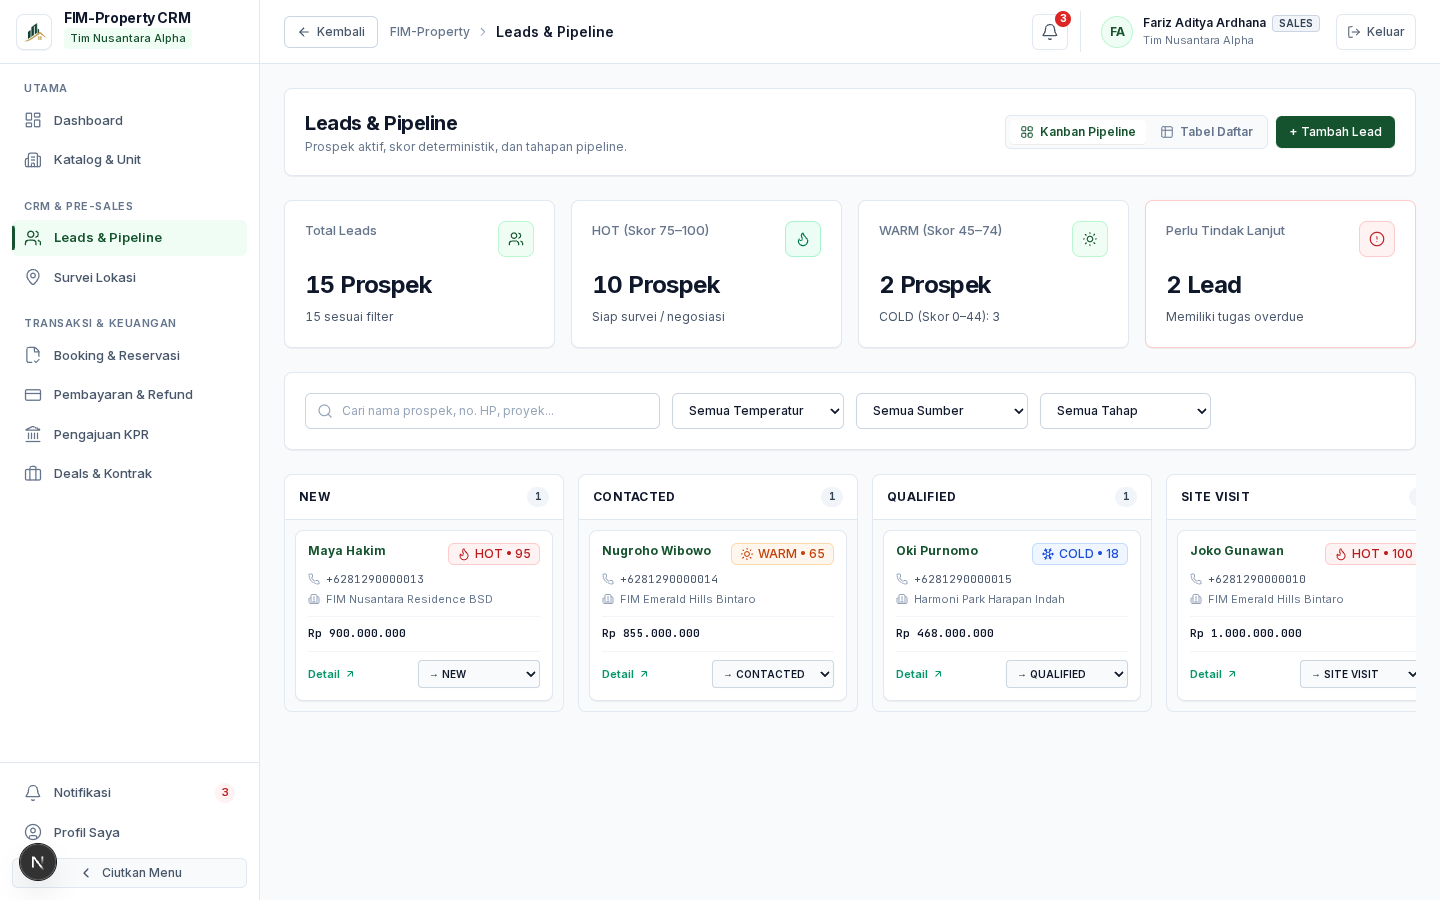 FIM-Property CRM
Tim Nusantara Alpha
UTAMA
Dashboard
Katalog & Unit
CRM & PRE-SALES
Leads & Pipeline
Survei Lokasi
TRANSAKSI & KEUANGAN
Booking & Reservasi
Pembayaran & Refund
Pengajuan KPR
Deals & Kontrak
Notifikasi 3
Profil Saya
N
Ciutkan Menu
Kembali FIM-Property Leads & Pipeline
3
FA
Fariz Aditya Ardhana SALES
Tim Nusantara Alpha
Keluar
Leads & Pipeline
Prospek aktif, skor deterministik, dan tahapan pipeline.
Kanban Pipeline Tabel Daftar + Tambah Lead
Total Leads
15 Prospek
15 sesuai filter
HOT (Skor 75–100)
10 Prospek
Siap survei / negosiasi
WARM (Skor 45–74)
2 Prospek
COLD (Skor 0–44): 3
Perlu Tindak Lanjut
2 Lead
Memiliki tugas overdue
Cari nama prospek, no. HP, proyek... Semua Temperatur Semua Sumber Semua Tahap
NEW 1
Maya Hakim HOT • 95
+6281290000013
FIM Nusantara Residence BSD
Rp 900.000.000
Detail ↗ → NEW
CONTACTED 1
Nugroho Wibowo WARM • 65
+6281290000014
FIM Emerald Hills Bintaro
Rp 855.000.000
Detail ↗ → CONTACTED
QUALIFIED 1
Oki Purnomo COLD • 18
+6281290000015
Harmoni Park Harapan Indah
Rp 468.000.000
Detail ↗ → QUALIFIED
SITE VISIT
Joko Gunawan HOT • 100
+6281290000010
FIM Emerald Hills Bintaro
Rp 1.000.000.000
Detail ↗ → SITE VISIT